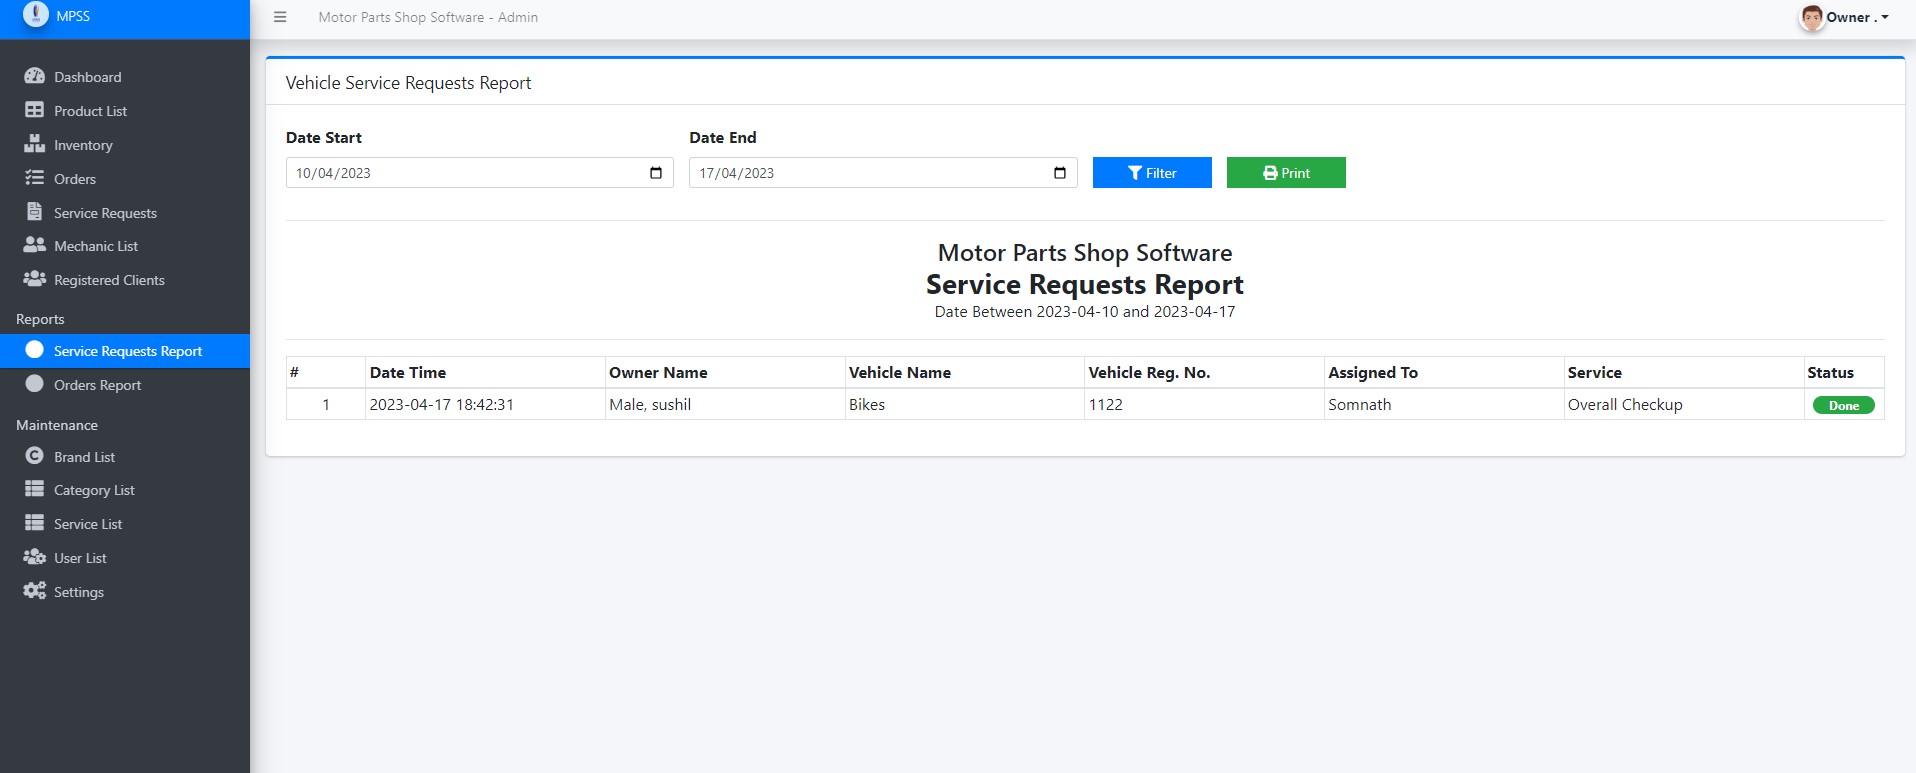 MPSS
Motor Parts Shop Software - Admin
Owner .
Dashboard
Product List
Inventory
Orders
Service Requests
Mechanic List
Registered Clients
Reports
Service Requests Report
Orders Report
Maintenance
Brand List
Category List
Service List
User List
Settings
Vehicle Service Requests Report
Date Start Date End
10/04/2023 17/04/2023 Filter Print
Motor Parts Shop Software
Service Requests Report
Date Between 2023-04-10 and 2023-04-17
# Date Time Owner Name Vehicle Name Vehicle Reg. No. Assigned To Service Status
1 2023-04-17 18:42:31 Male, sushil Bikes 1122 Somnath Overall Checkup Done